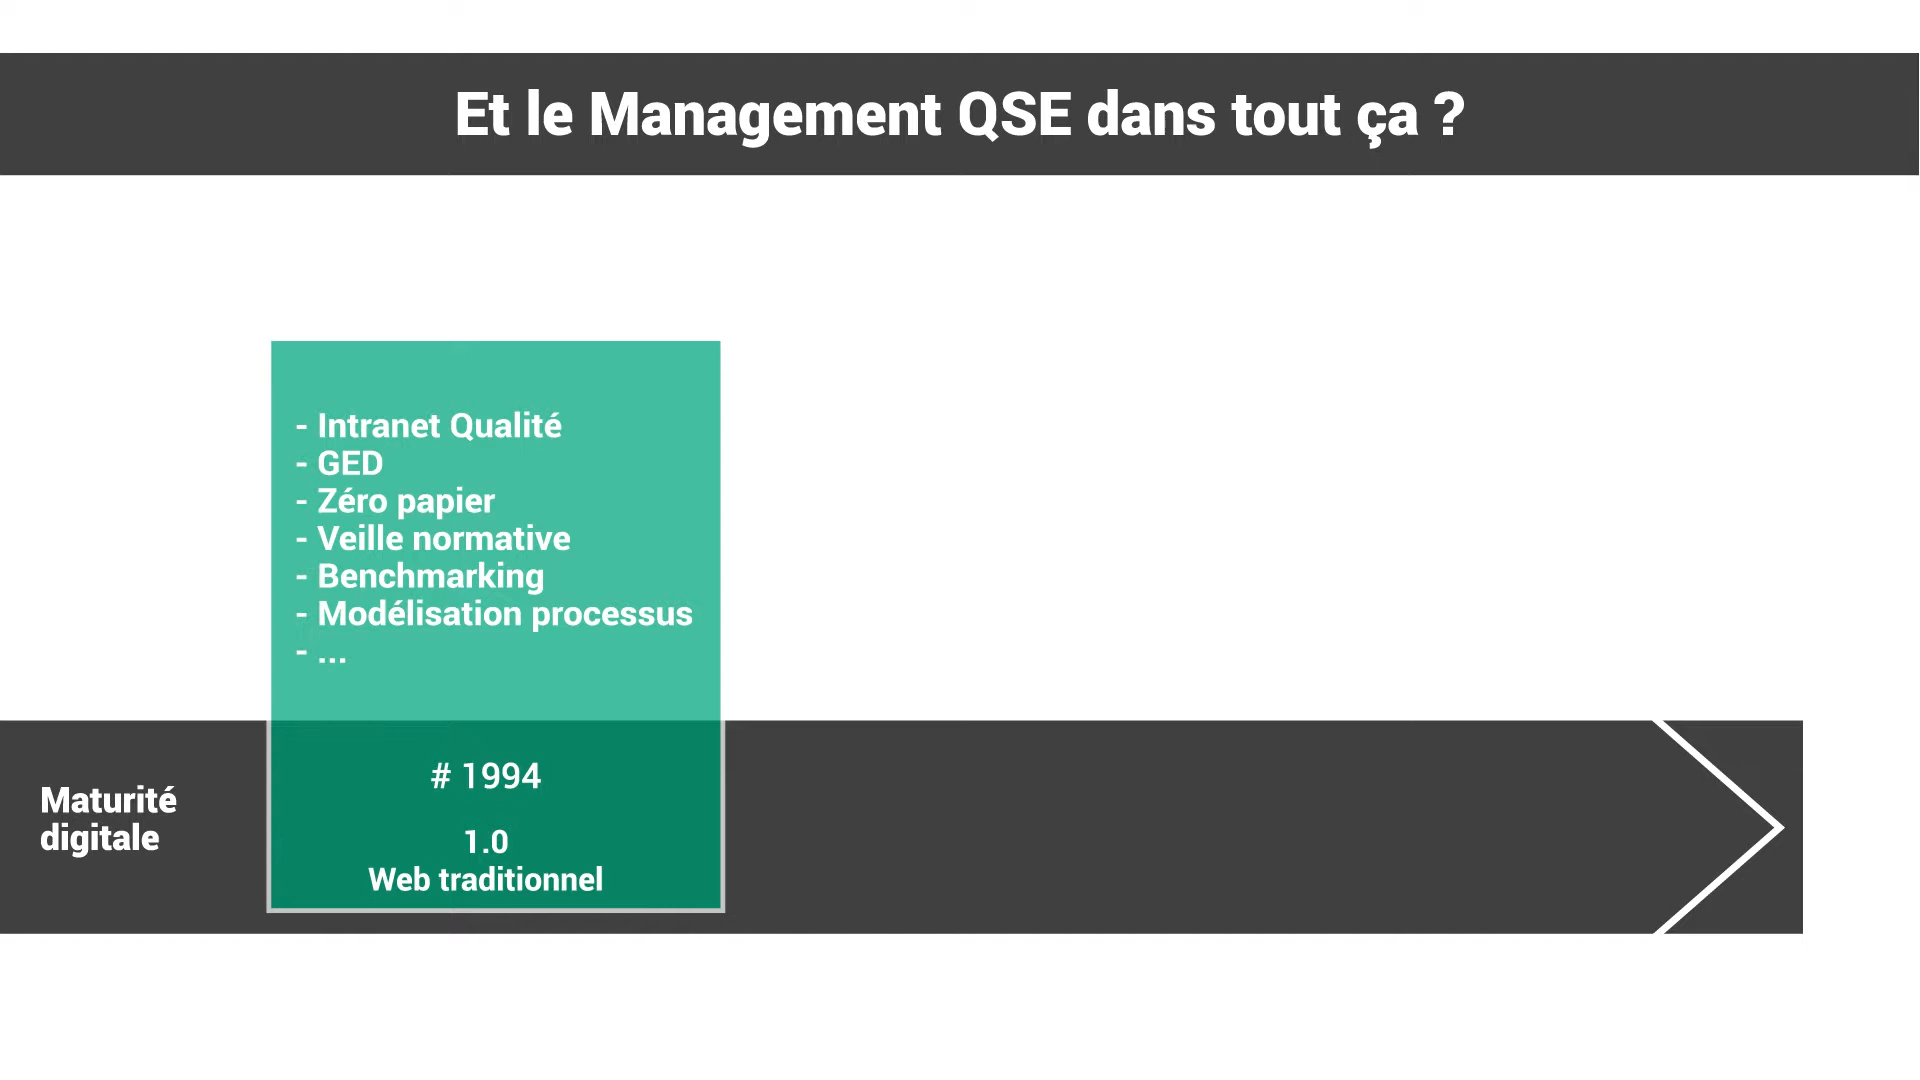 Et le Management QSE dans tout ça ?
- Intranet Qualité
- GED
- Zéro papier
- Veille normative
- Benchmarking
- Modélisation processus
- ...
Maturité
digitale
# 1994
1.0
Web traditionnel